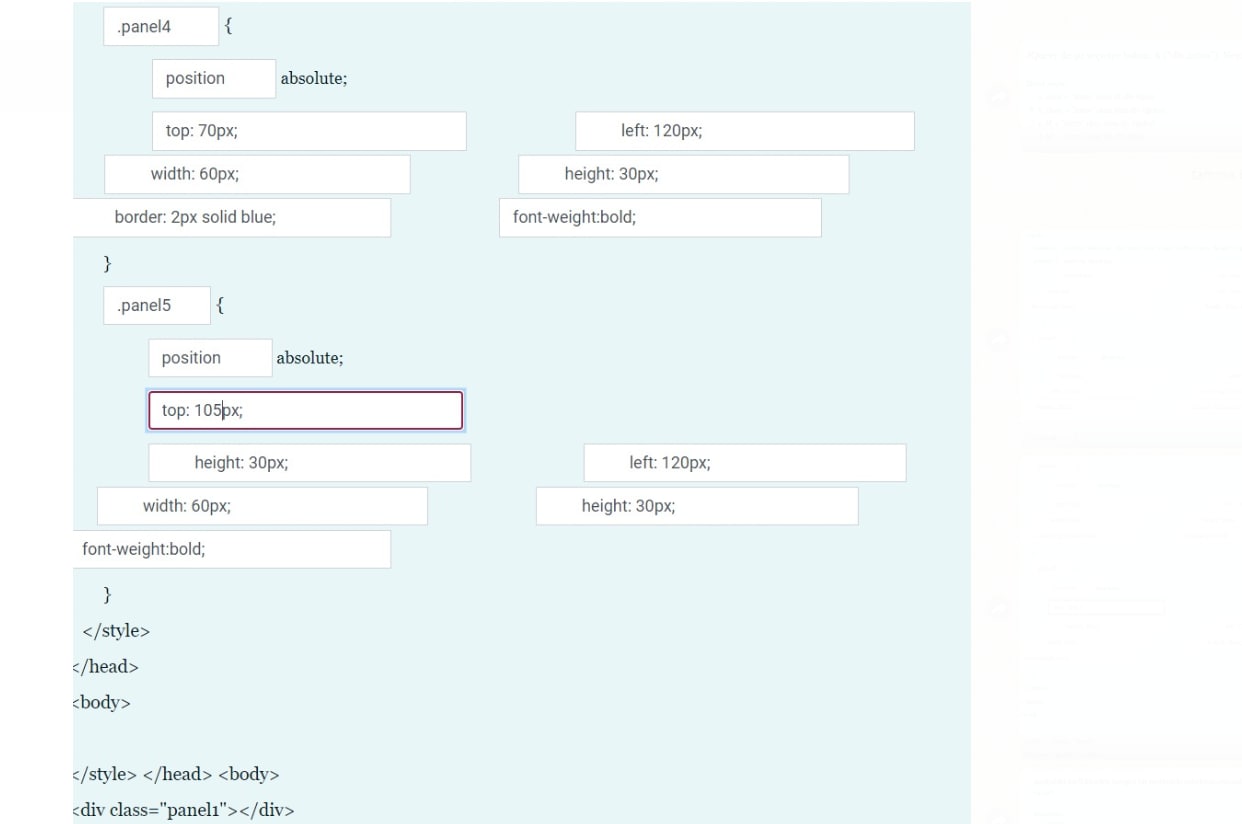 .panel4 {
position absolute;
top: 70px; left: 120px;
width: 60px; height: 30px;
border: 2px solid blue; font-weight:bold;
}
.panel5 {
position absolute;
top: 105px;
height: 30px; left: 120px;
width: 60px; height: 30px;
font-weight:bold;
}
</style>
</head>
<body>
</style> </head> <body>
<div class="panel1"></div>